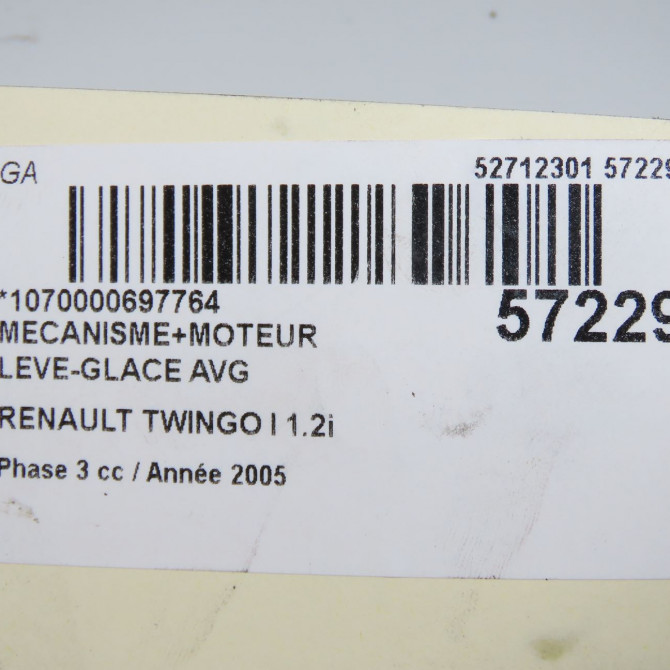 GA
52712301 57229
*1070000697764
57229
MECANISME+MOTEUR
LEVE-GLACE AVG
RENAULT TWINGO I 1.2i
Phase 3 cc / Année 2005